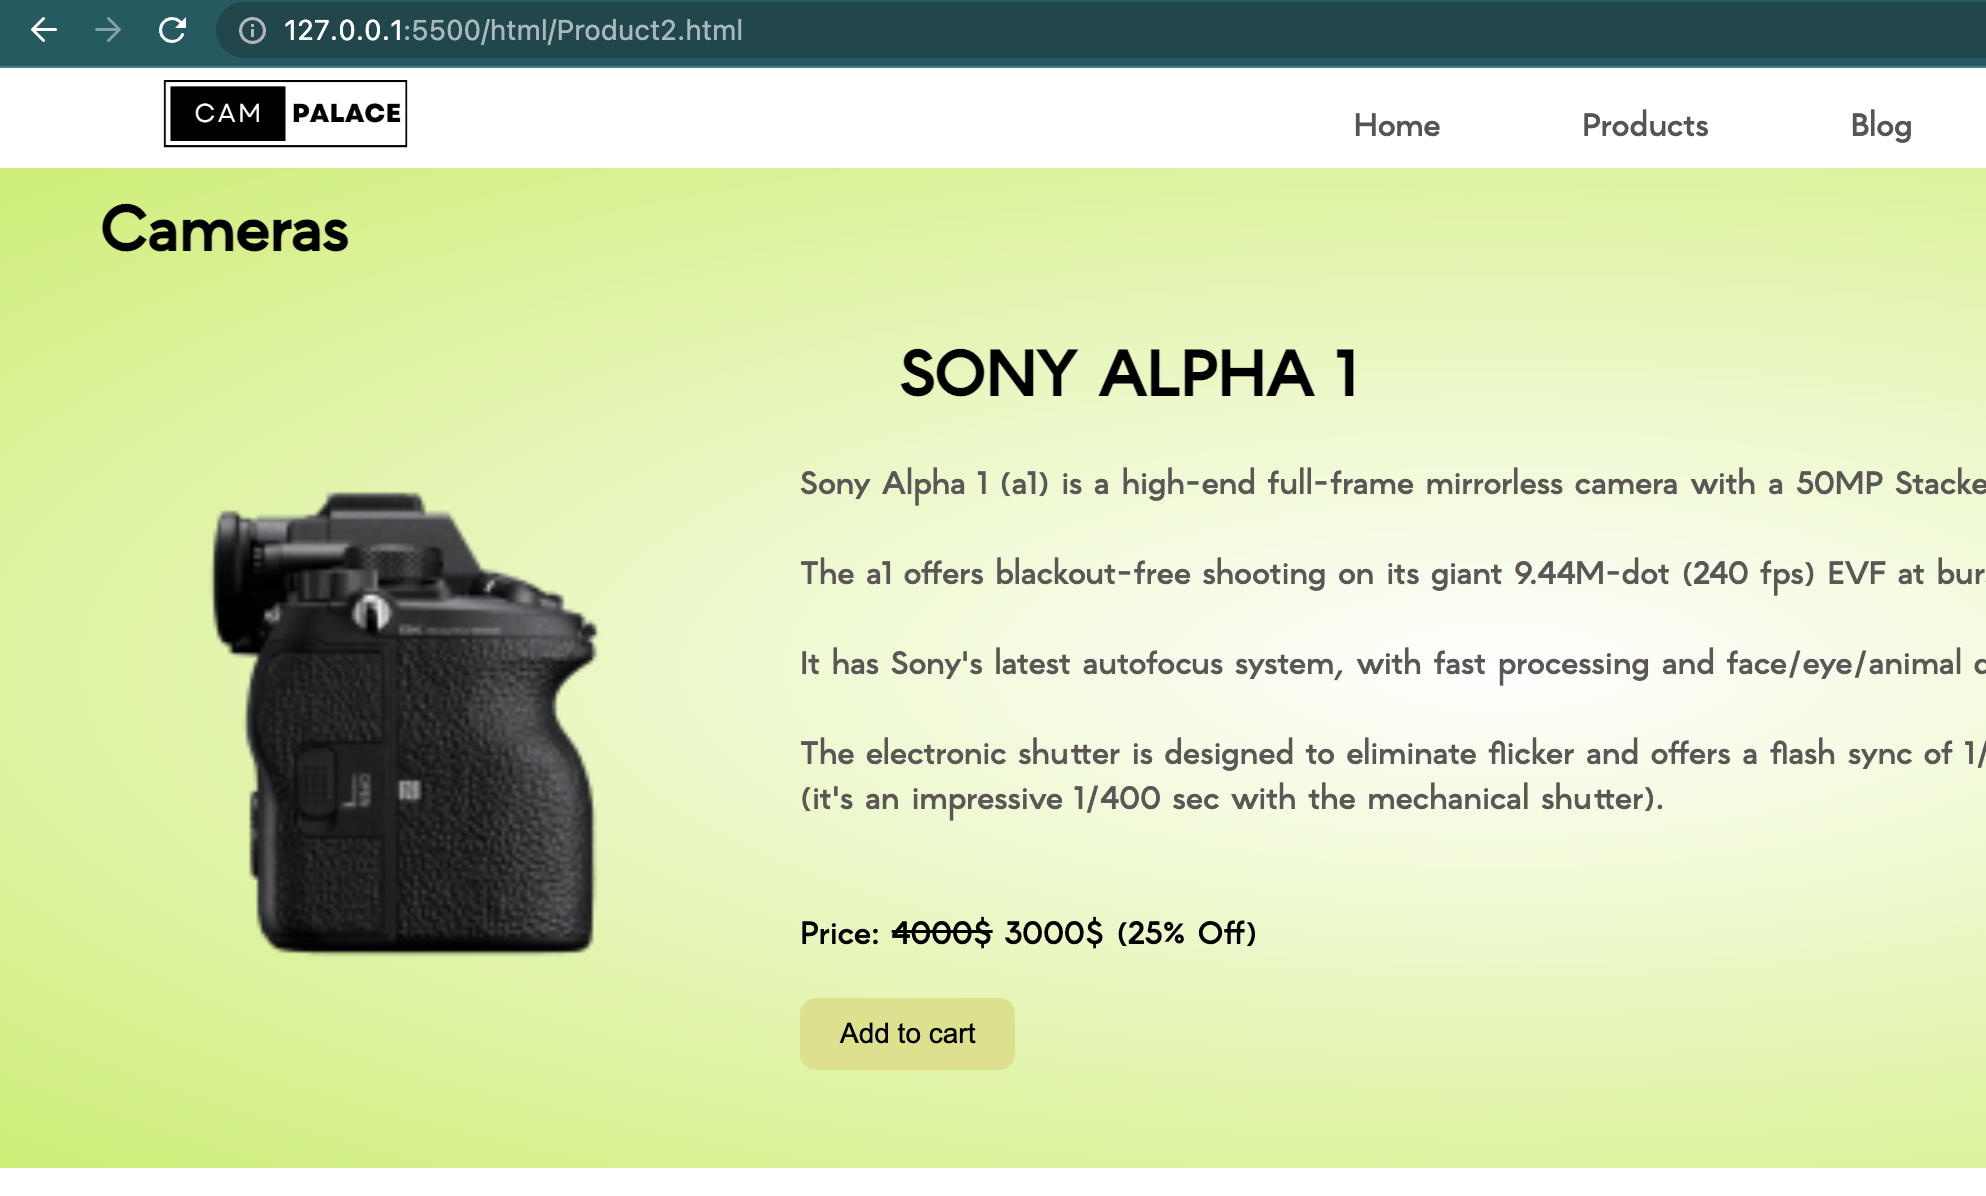 127.0.0.1:5500/html/Product2.html
CAM PALACE
Home Products Blog
Cameras
SONY ALPHA 1
Sony Alpha 1 (a1) is a high-end full-frame mirrorless camera with a 50MP
The a1 offers blackout-free shooting on its giant 9.44M-dot (240 fps) EVF at
It has Sony's latest autofocus system, with fast processing and face/eye/animal
The electronic shutter is designed to eliminate flicker and offers a flash sync of
(it's an impressive 1/400 sec with the mechanical shutter).
Price: 4000$ 3000$ (25% Off)
Add to cart